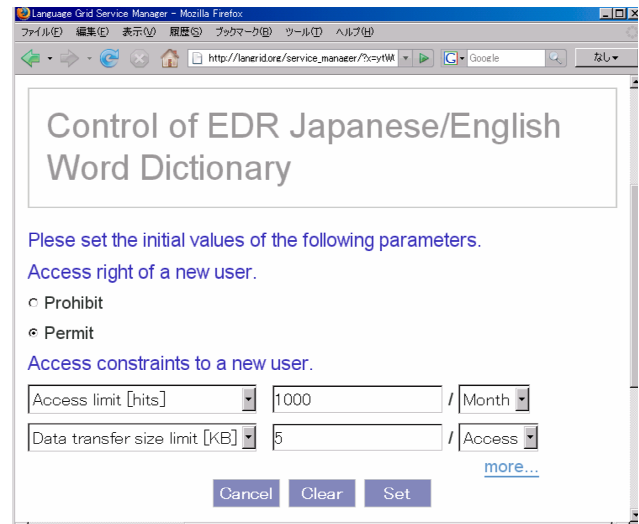 Language Grid Service Manager - Mozilla Firefox
ファイル(F) 編集(E) 表示(V) 履歴(S) ブックマーク(B) ツール(T) ヘルプ(H)
http://langrid.org/service_manager/?x=ytW Google なし
Control of EDR Japanese/English
Word Dictionary
Plese set the initial values of the following parameters.
Access right of a new user.
Prohibit
Permit
Access constraints to a new user.
Access limit [hits] 1000 / Month
Data transfer size limit [KB] 5 / Access
more...
Cancel Clear Set